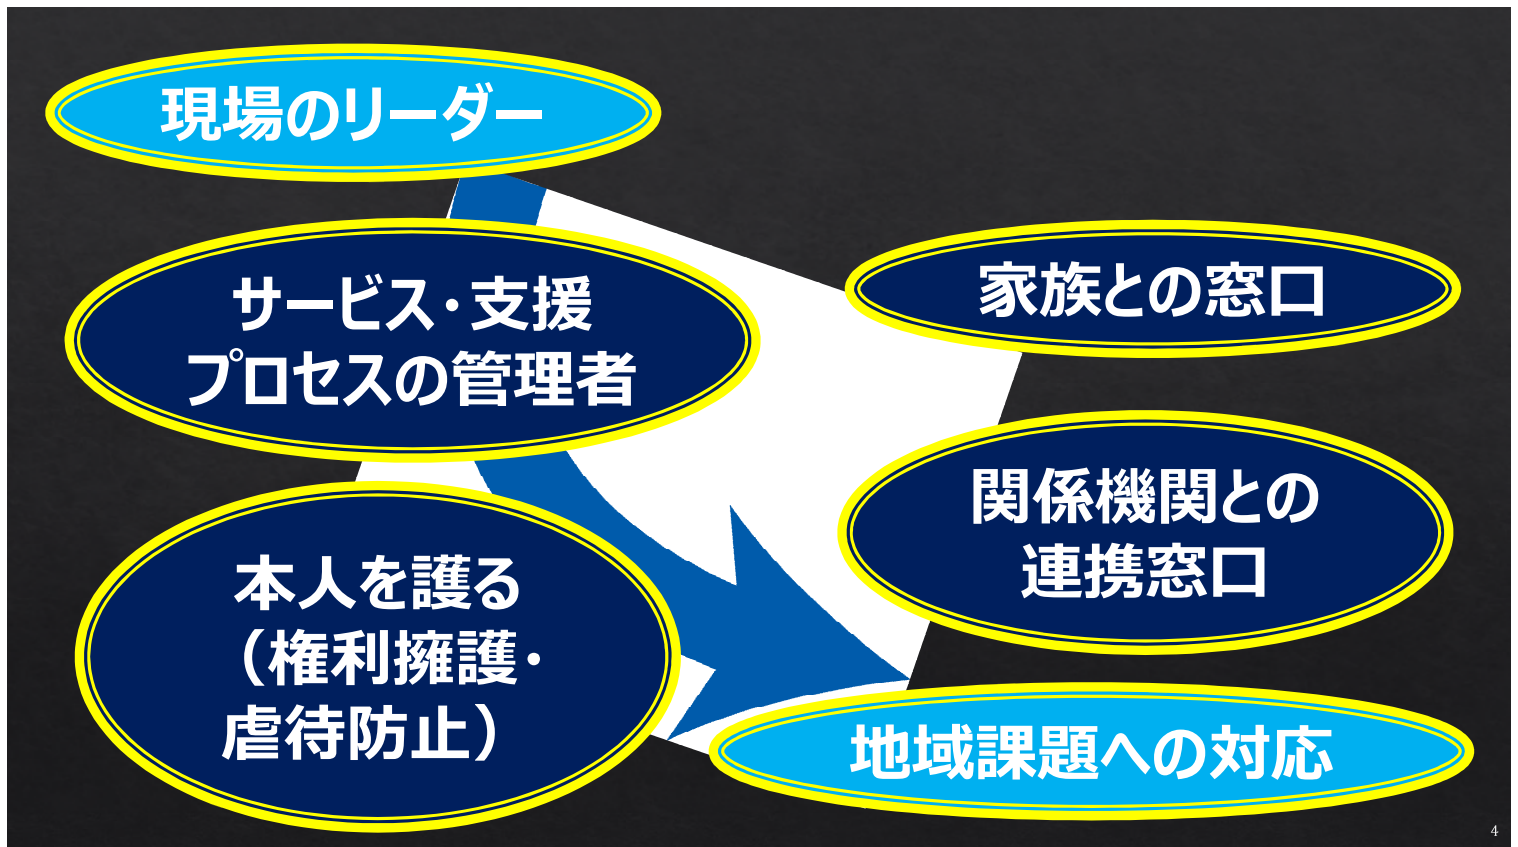 現場のリーダー
サービス・支援
プロセスの管理者
本人を護る
（権利擁護・
虐待防止）
家族との窓口
関係機関との
連携窓口
地域課題への対応
4